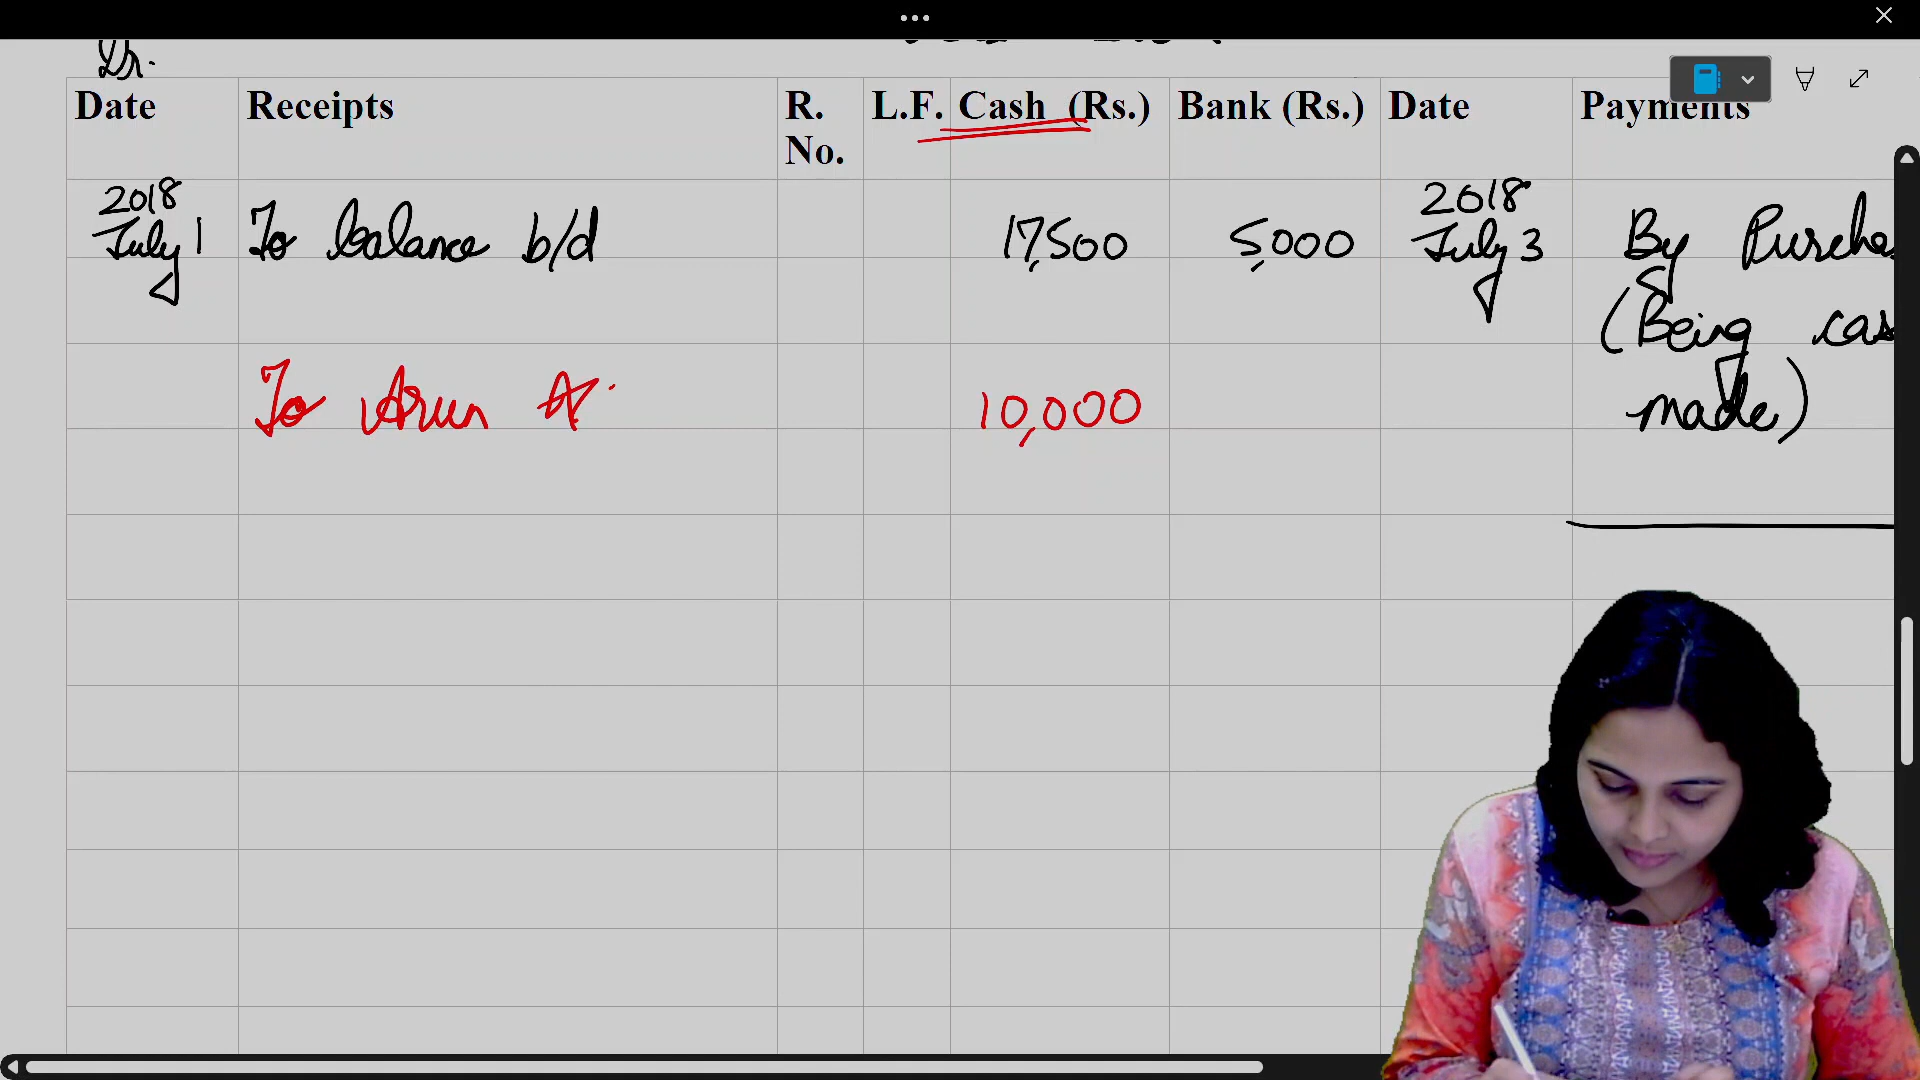 Dr.
Date Receipts R. No. L.F. Cash (Rs.) Bank (Rs.) Date Payments
2018 2018
July 1 To balance b/d 17,500 5,000 July 3 By Purcha
(Being cas
To Arun 10,000 made)